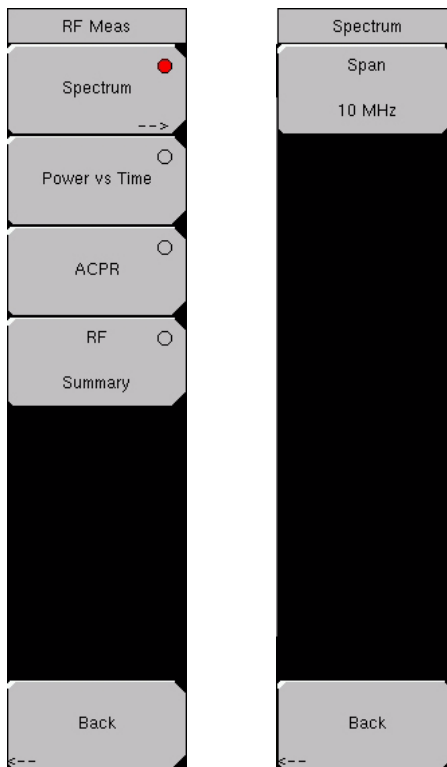 RF Meas
Spectrum
-->
Power vs Time
ACPR
RF
Summary
Back
<--
Spectrum
Span
10 MHz
Back
<--